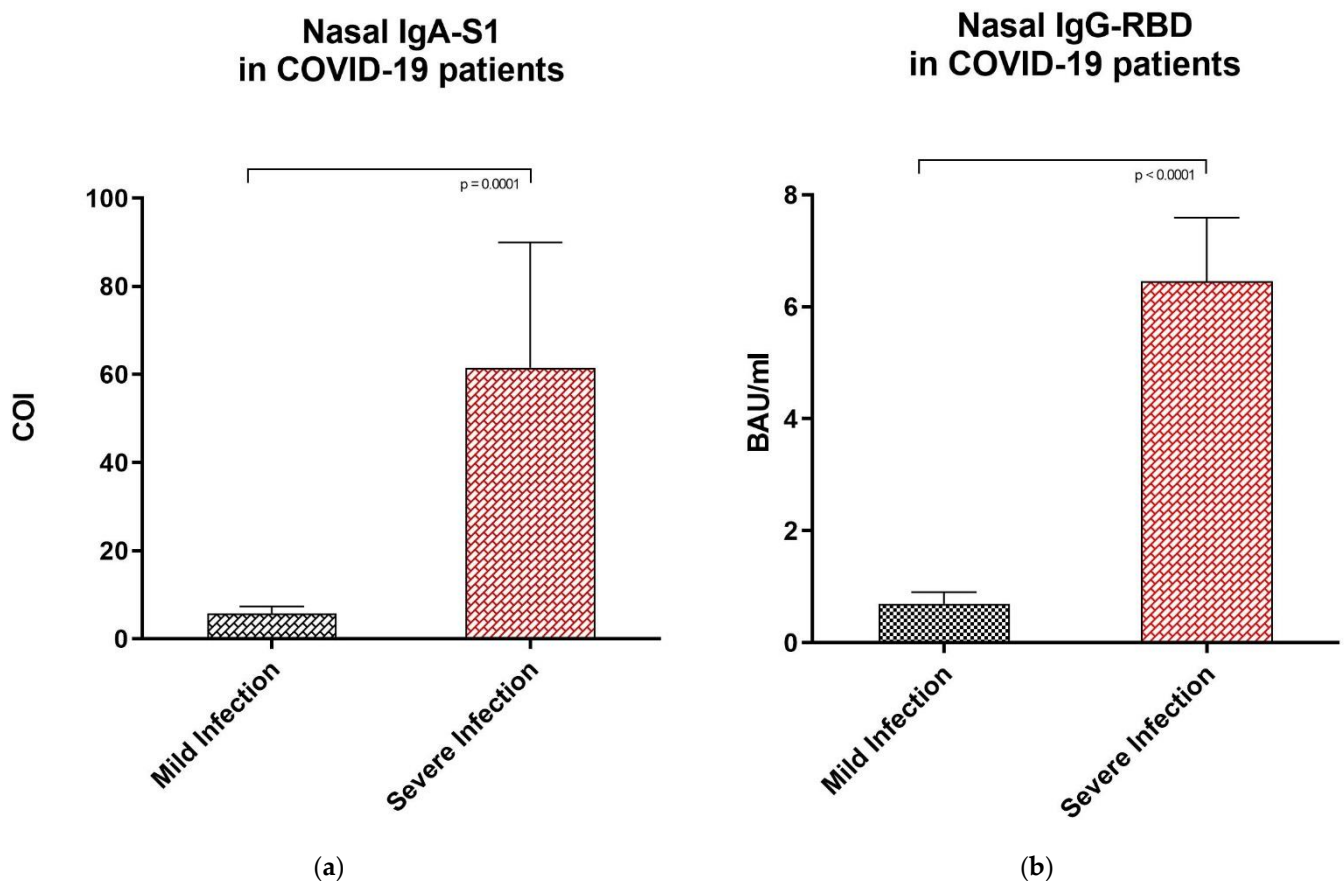 Nasal IgA-S1
in COVID-19 patients
p = 0.0001
100
80
60
40
20
0
COI
Mild Infection
Severe Infection
(a)
Nasal IgG-RBD
in COVID-19 patients
p < 0.0001
8
6
4
2
0
BAU/ml
Mild Infection
Severe Infection
(b)